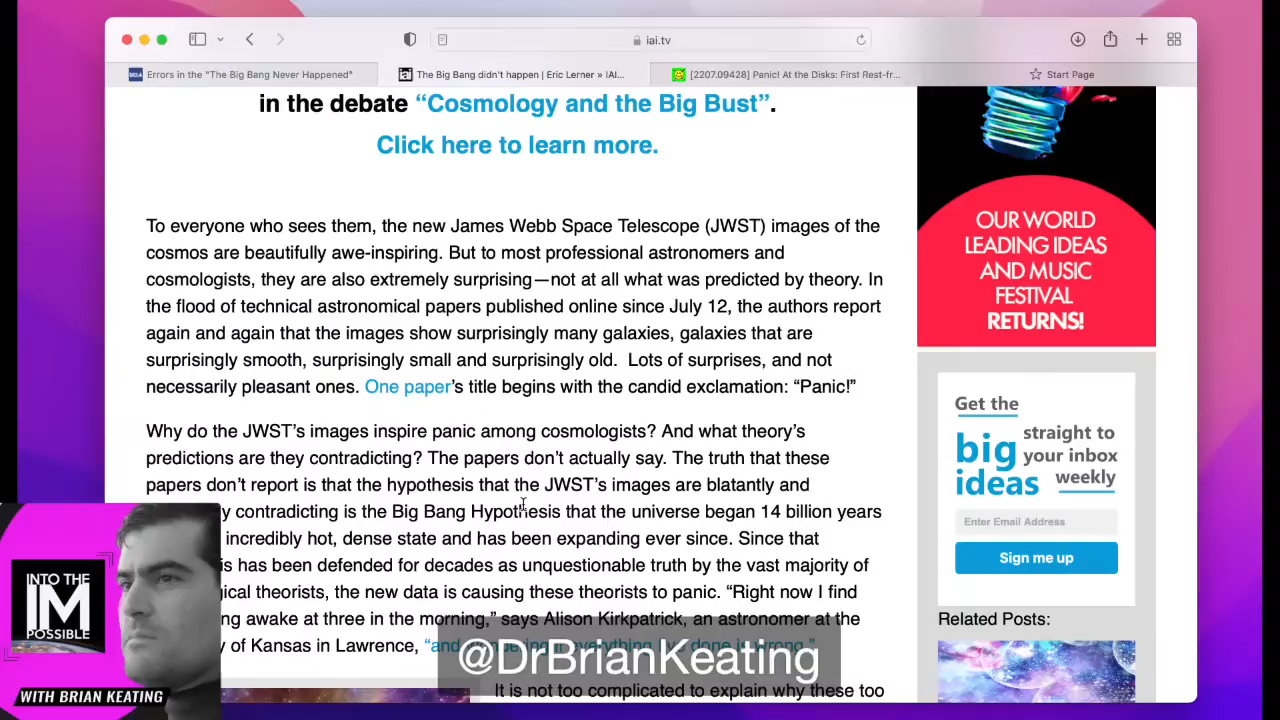 iai.tv
Errors in the "The Big Bang Never Happened"
The Big Bang didn't happen | Eric Lerner » IAI...
[2207.09428] Panic! At the Disks: First Rest-fr...
Start Page
in the debate “Cosmology and the Big Bust”.
Click here to learn more.
To everyone who sees them, the new James Webb Space Telescope (JWST) images of the
cosmos are beautifully awe-inspiring. But to most professional astronomers and
cosmologists, they are also extremely surprising—not at all what was predicted by theory. In
the flood of technical astronomical papers published online since July 12, the authors report
again and again that the images show surprisingly many galaxies, galaxies that are
surprisingly smooth, surprisingly small and surprisingly old. Lots of surprises, and not
necessarily pleasant ones. One paper’s title begins with the candid exclamation: “Panic!”
Why do the JWST’s images inspire panic among cosmologists? And what theory’s
predictions are they contradicting? The papers don’t actually say. The truth that these
papers don’t report is that the hypothesis that the JWST’s images are blatantly and
y contradicting is the Big Bang Hypothesis that the universe began 14 billion years
incredibly hot, dense state and has been expanding ever since. Since that
is has been defended for decades as unquestionable truth by the vast majority of
gical theorists, the new data is causing these theorists to panic. “Right now I find
ng awake at three in the morning,” says Alison Kirkpatrick, an astronomer at the
y of Kansas in Lawrence, “and wondering if everything I’ve done is wrong.”
It is not too complicated to explain why these too
OUR WORLD
LEADING IDEAS
AND MUSIC
FESTIVAL
RETURNS!
Get the
big ideas
straight to
your inbox
weekly
Enter Email Address
Sign me up
Related Posts:
INTO THE
IM
POSSIBLE
WITH BRIAN KEATING
@DrBrianKeating